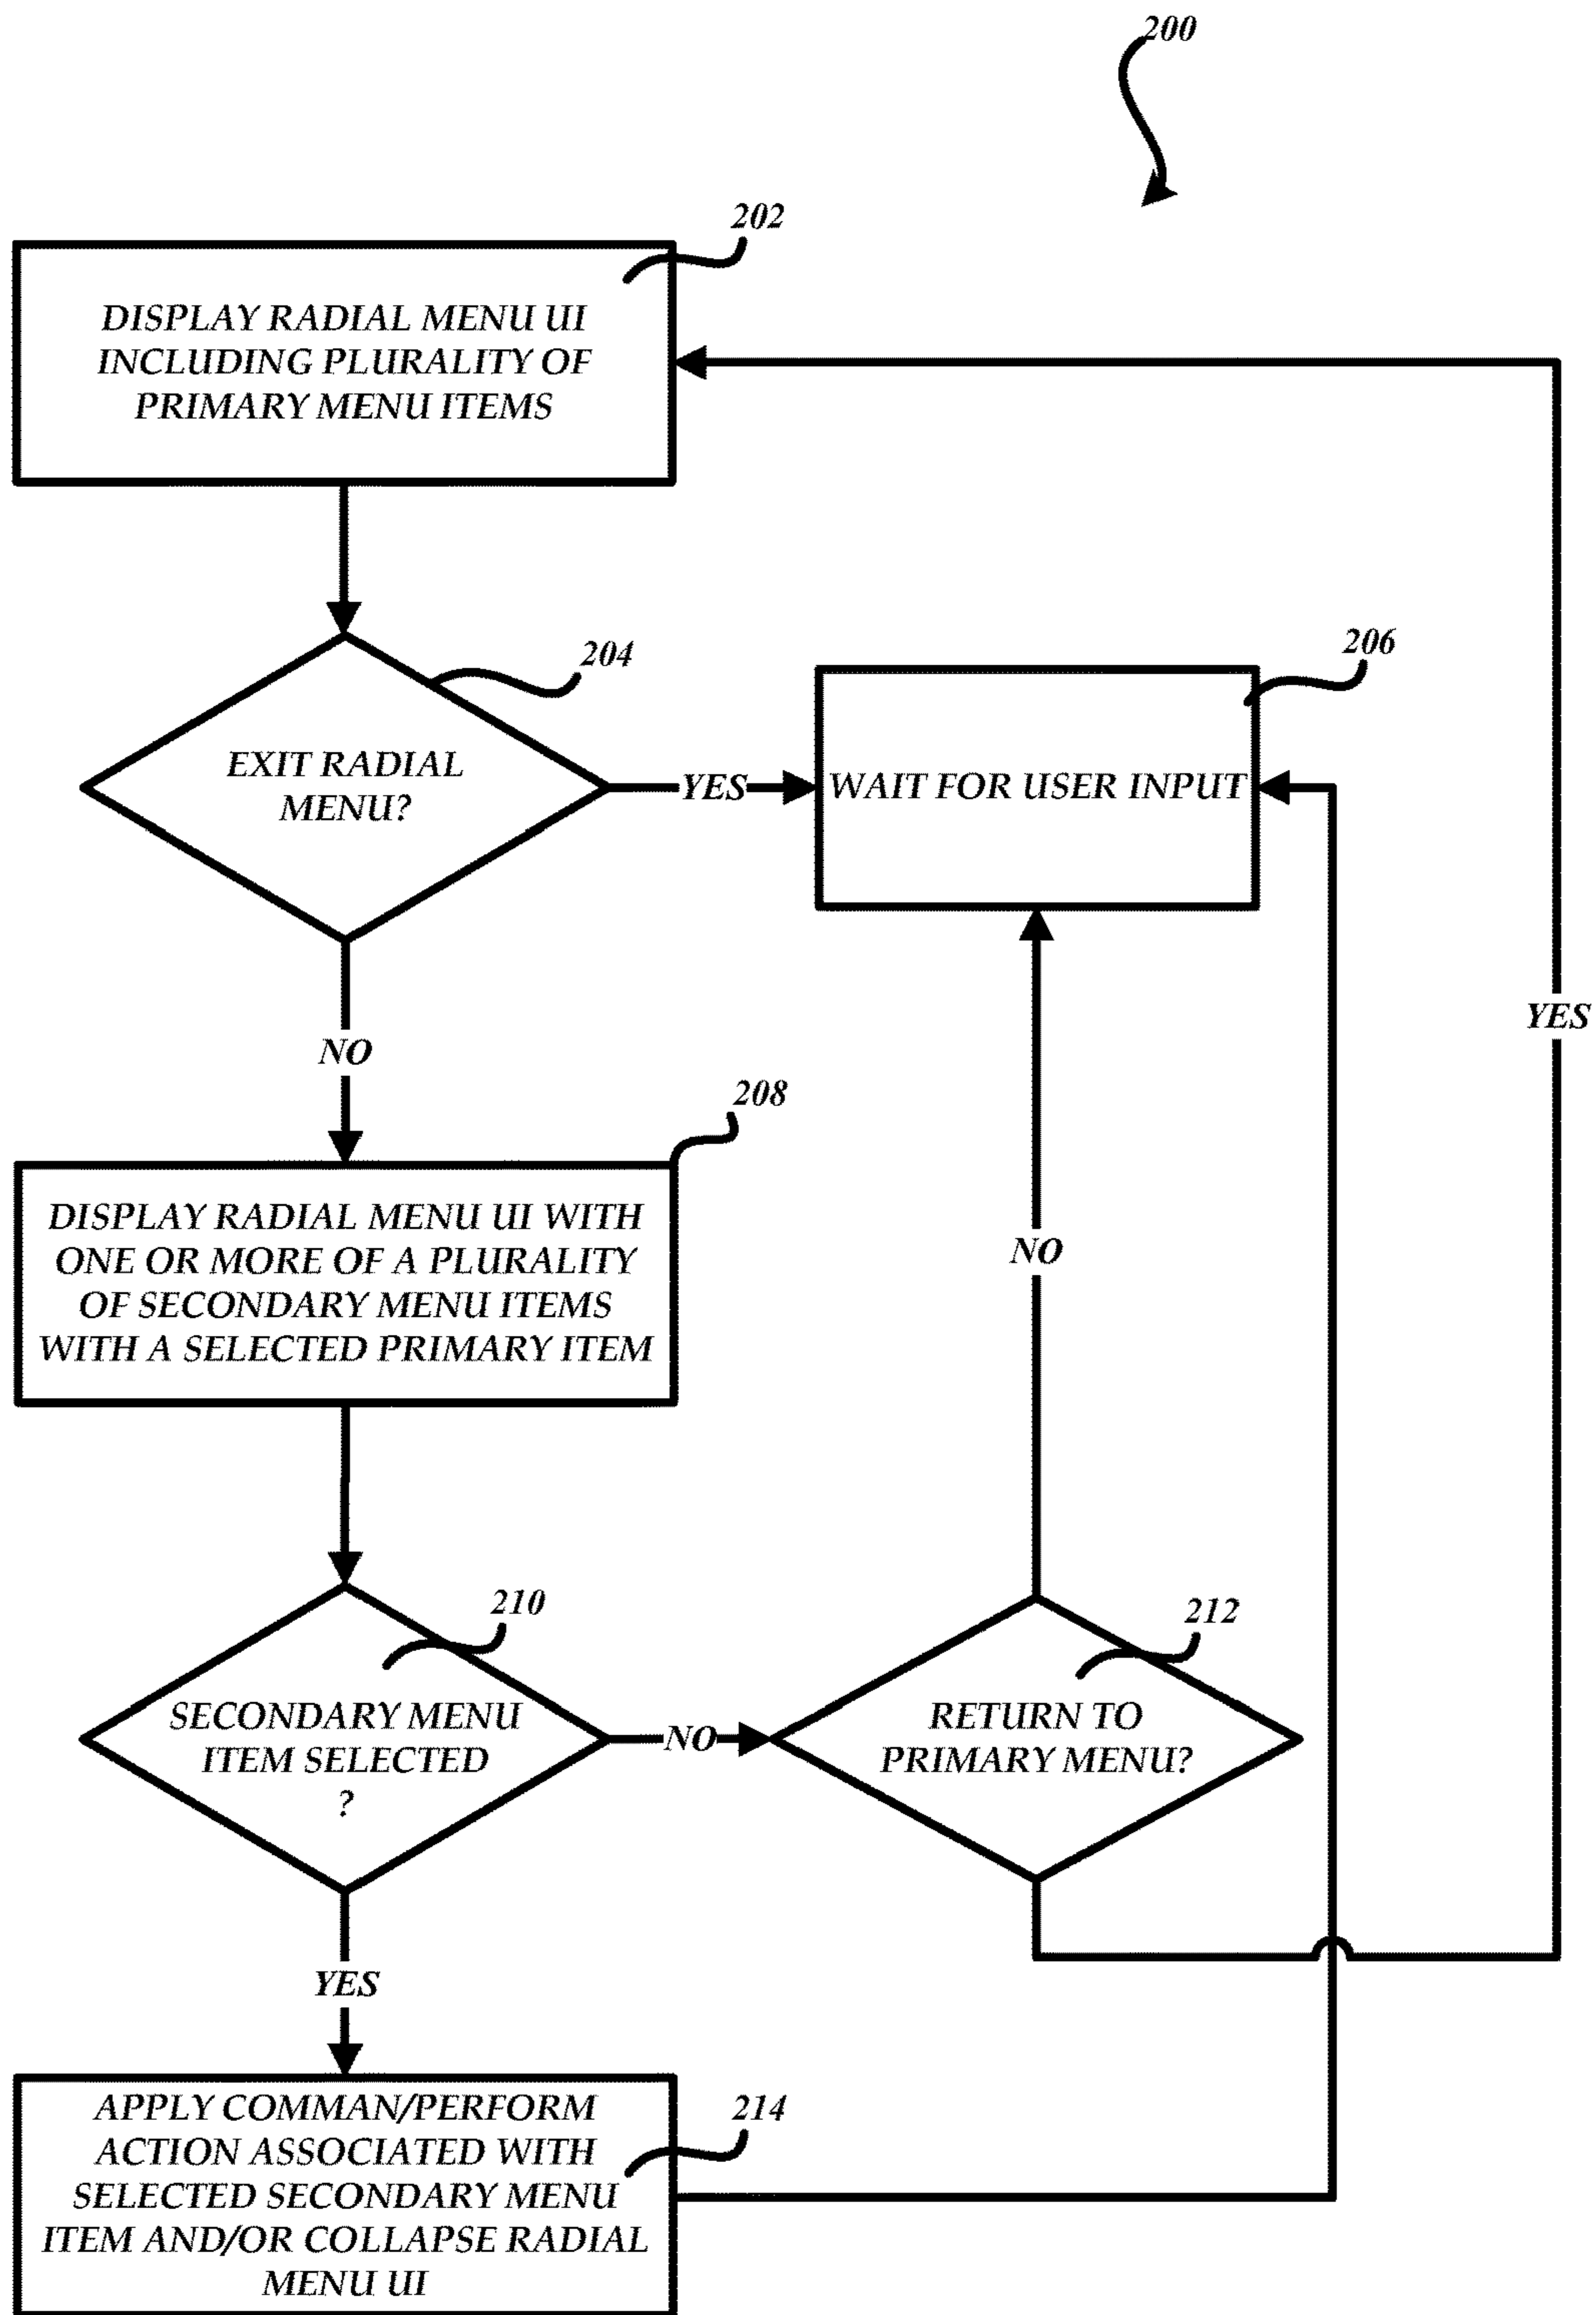 200
202
DISPLAY RADIAL MENU UI
INCLUDING PLURALITY OF
PRIMARY MENU ITEMS
204
EXIT RADIAL
MENU?
YES
206
WAIT FOR USER INPUT
NO
YES
208
DISPLAY RADIAL MENU UI WITH
ONE OR MORE OF A PLURALITY
OF SECONDARY MENU ITEMS
WITH A SELECTED PRIMARY ITEM
NO
210
SECONDARY MENU
ITEM SELECTED
?
NO
212
RETURN TO
PRIMARY MENU?
YES
214
APPLY COMMAN/PERFORM
ACTION ASSOCIATED WITH
SELECTED SECONDARY MENU
ITEM AND/OR COLLAPSE RADIAL
MENU UI